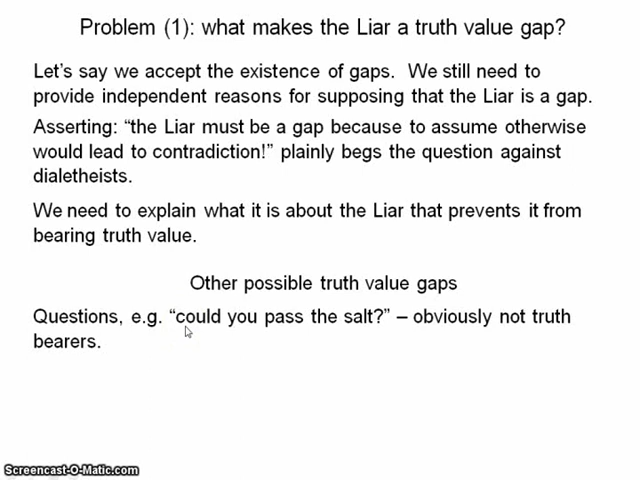 Problem (1): what makes the Liar a truth value gap?
Let's say we accept the existence of gaps.  We still need to
provide independent reasons for supposing that the Liar is a gap.
Asserting: “the Liar must be a gap because to assume otherwise
would lead to contradiction!” plainly begs the question against
dialetheists.
We need to explain what it is about the Liar that prevents it from
bearing truth value.
Other possible truth value gaps
Questions, e.g. “could you pass the salt?” – obviously not truth
bearers.
Screencast-O-Matic.com